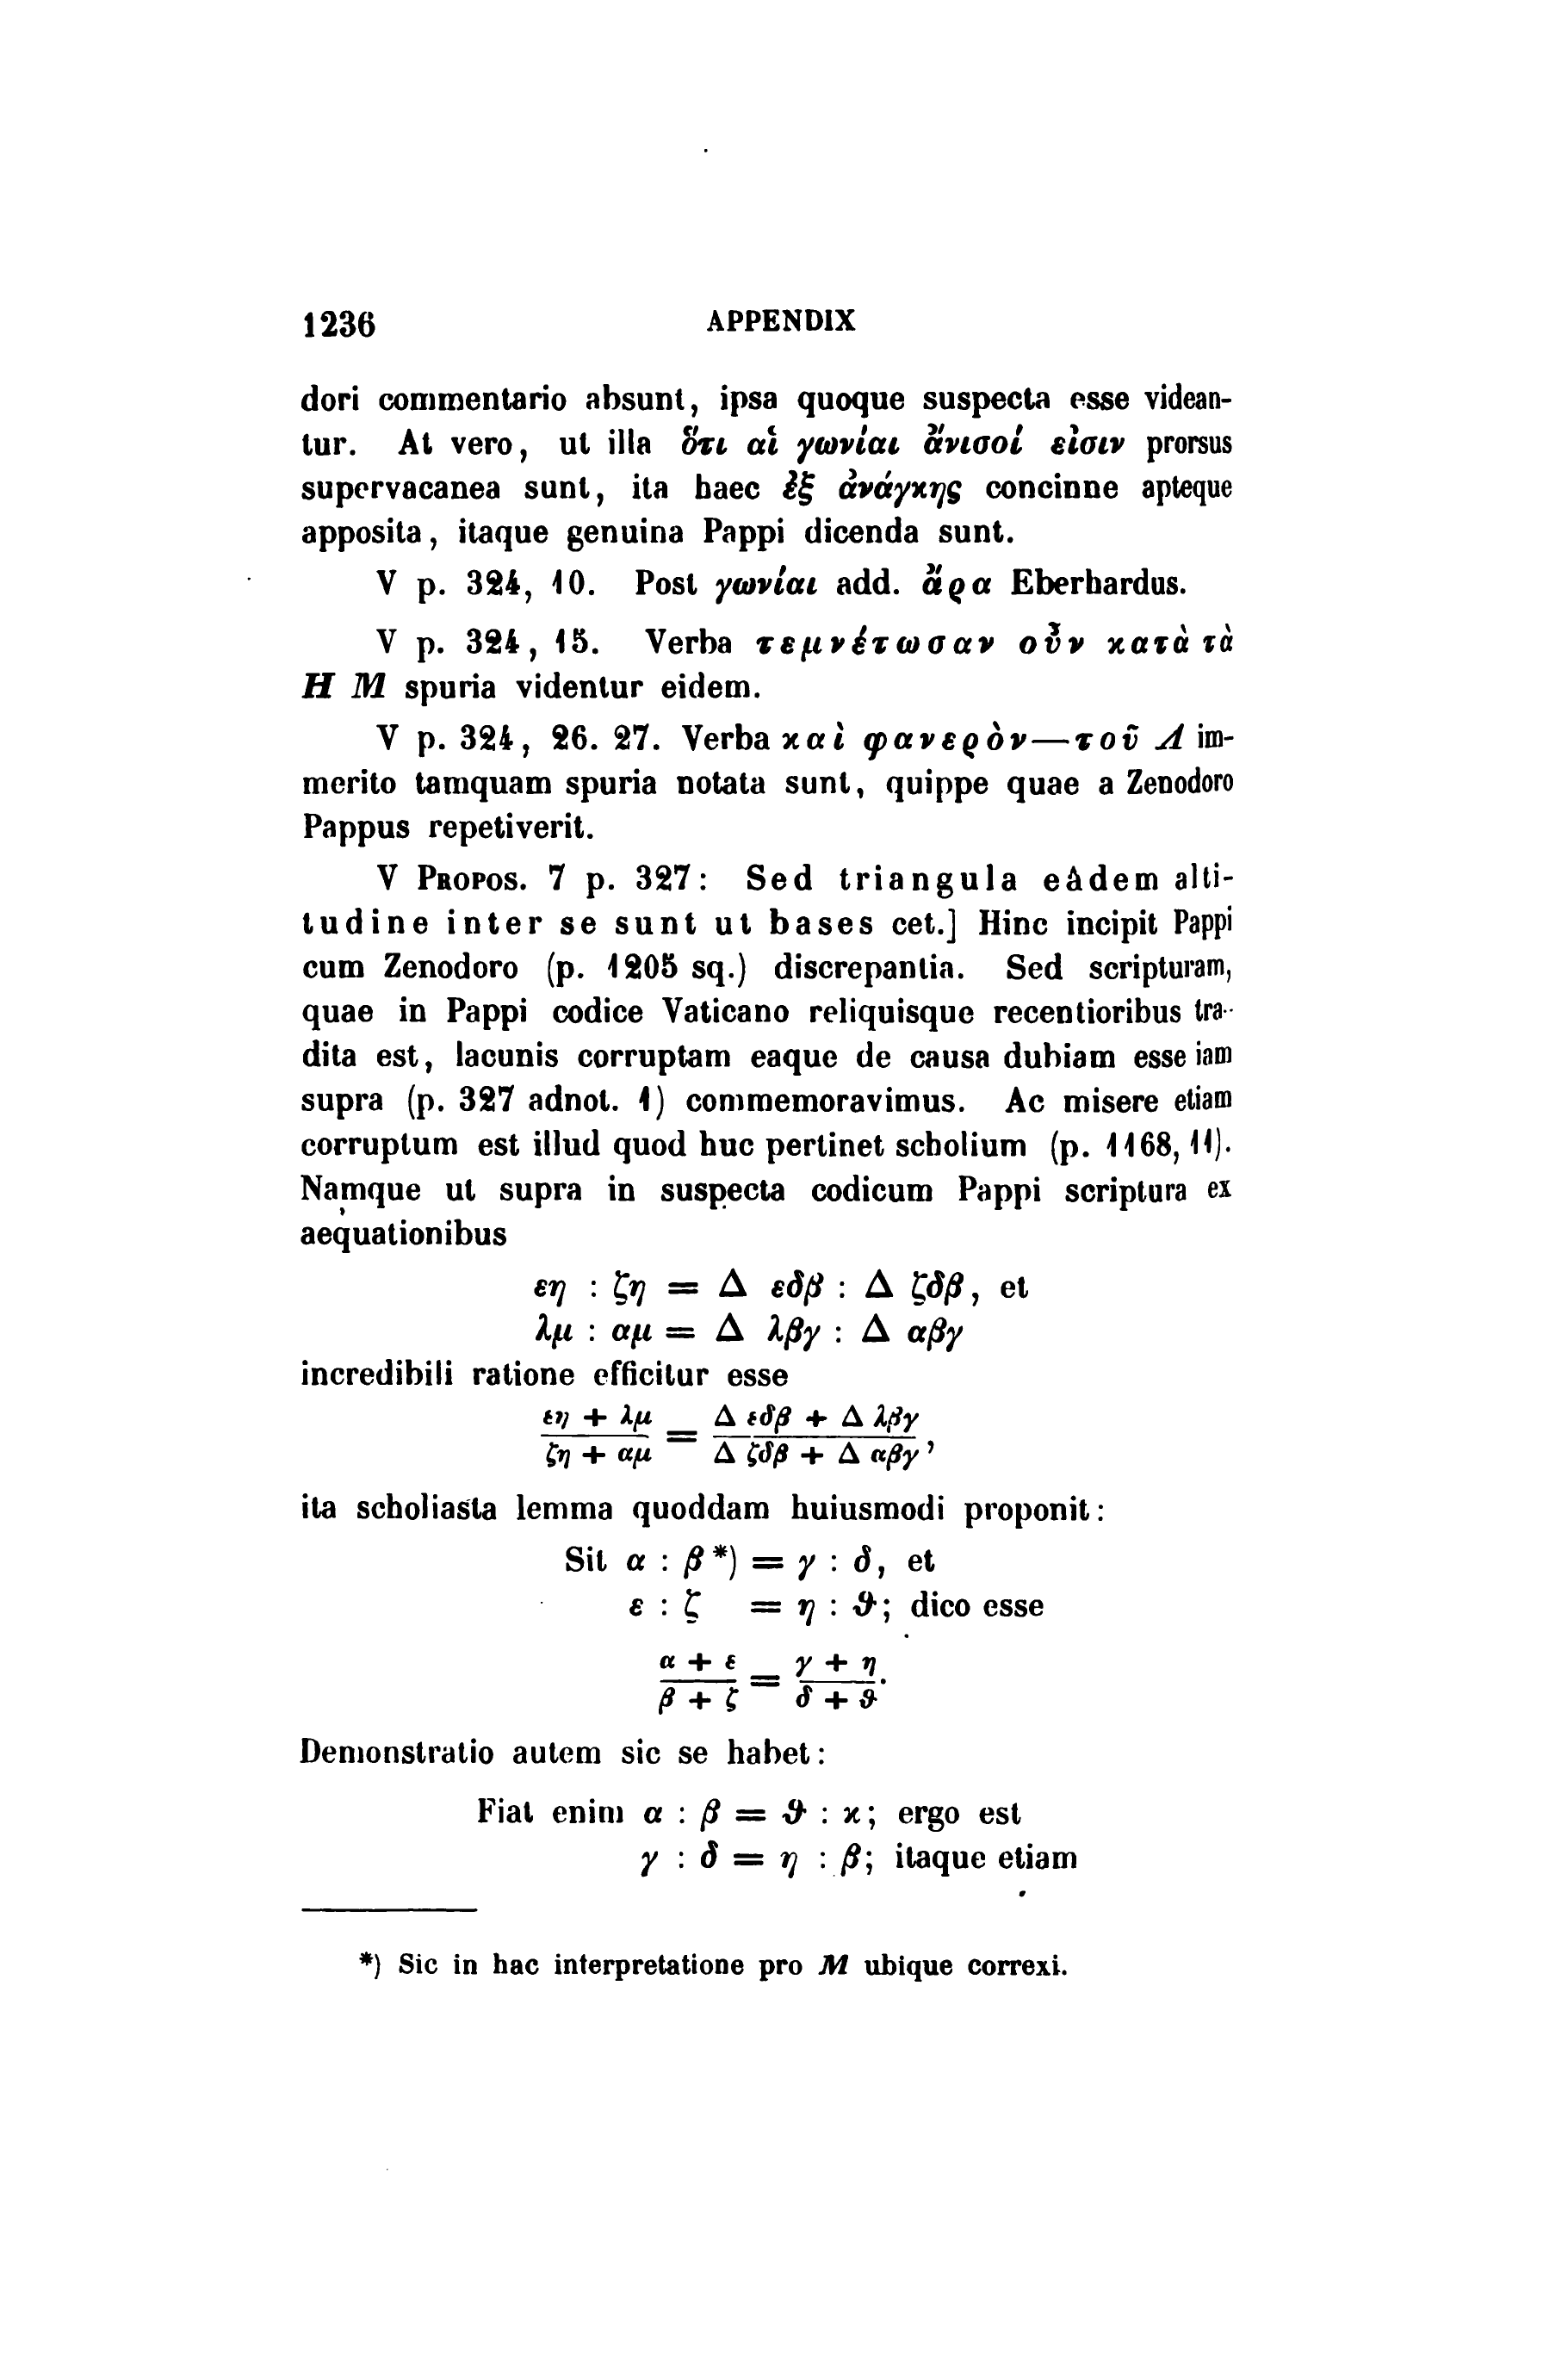 1236 APPENDIX
dori commentario absunt, ipsa quoque suspecta esse videan-
tur. At vero, ut illa ὅτι αἱ γωνίαι ἄνισοί εἰσιν prorsus
supervacanea sunt, ita haec ἐξ ἀνάγκης concinne apteque
apposita, itaque genuina Pappi dicenda sunt.
V p. 324, 10. Post γωνίαι add. ἄρα Eberhardus.
V p. 324, 15. Verba τεμνέτωσαν οὖν κατὰ τὰ
Η Μ spuria videntur eidem.
V p. 324, 26. 27. Verba καὶ φανερὸν—τοῦ Λ im-
merito tamquam spuria notata sunt, quippe quae a Zenodoro
Pappus repetiverit.
V PROPOS. 7 p. 327: Sed triangula eâdem alti-
tudine inter se sunt ut bases cet.] Hinc incipit Pappi
cum Zenodoro (p. 1205 sq.) discrepantia. Sed scripturam,
quae in Pappi codice Vaticano reliquisque recentioribus tra-
dita est, lacunis corruptam eaque de causa dubiam esse iam
supra (p. 327 adnot. 1) commemoravimus. Ac misere etiam
corruptum est illud quod huc pertinet scholium (p. 1168, 11).
Namque ut supra in suspecta codicum Pappi scriptura ex
aequationibus
εη : ζη = Δ εδβ : Δ ζδβ, et
λμ : αμ = Δ λβγ : Δ αβγ
incredibili ratione efficitur esse
εη + λμ / ζη + αμ = Δ εδβ + Δ λβγ / Δ ζδβ + Δ αβγ,
ita scholiasta lemma quoddam huiusmodi proponit:
Sit α : β*) = γ : δ, et
ε : ζ = η : ϑ; dico esse
α + ε / β + ζ = γ + η / δ + ϑ.
Demonstratio autem sic se habet:
Fiat enim α : β = ϑ : κ; ergo est
γ : δ = η : β; itaque etiam
*) Sic in hac interpretatione pro Μ ubique correxi.